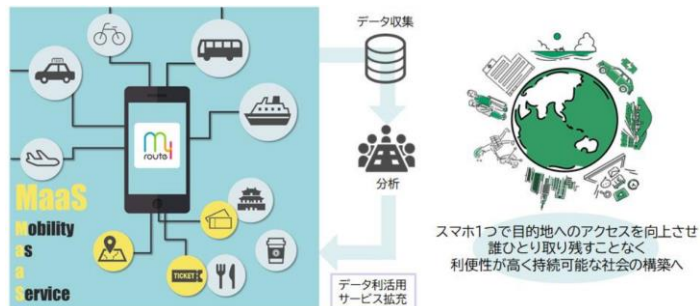 my
route
MaaS
Mobility
as
a
Service
TICKET
データ収集
分析
データ利活用
サービス拡充
スマホ1つで目的地へのアクセスを向上させ
誰ひとり取り残すことなく
利便性が高く持続可能な社会の構築へ